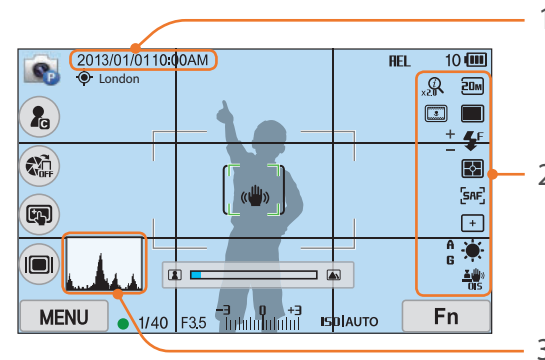 1
2013/01/01 10:00AM
AEL
10
London
x2.0
20M
C
+
F
−
OFF
[SAF]
+
A
G
OIS
MENU
1/40
F3.5
−3 0 +3
ISO AUTO
Fn
2
3